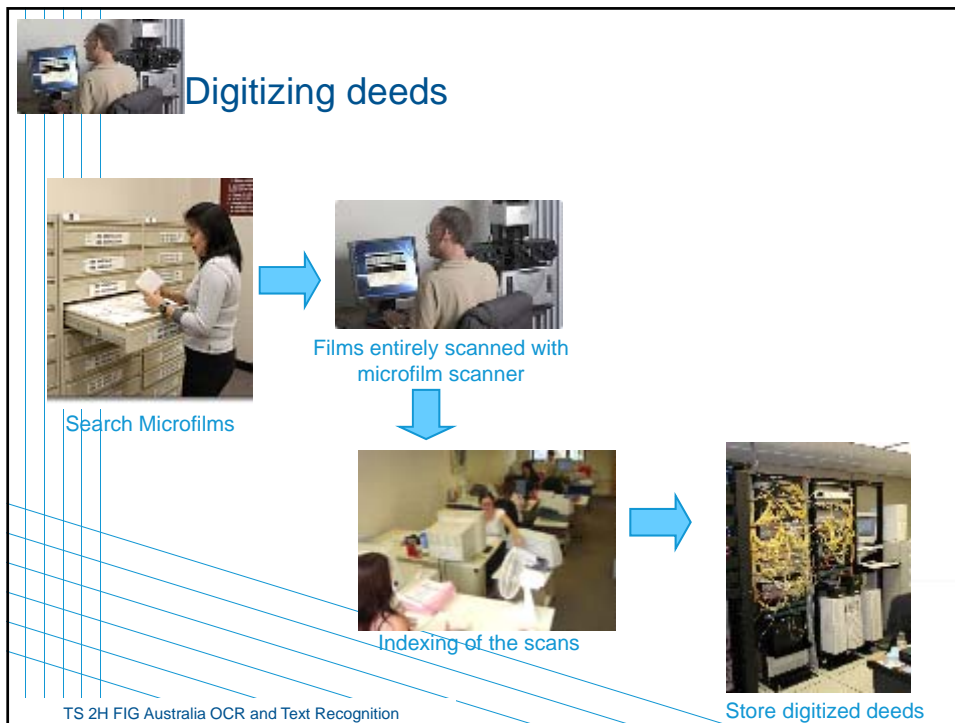 Digitizing deeds
Search Microfilms
Films entirely scanned with
microfilm scanner
Indexing of the scans
Store digitized deeds
TS 2H FIG Australia OCR and Text Recognition